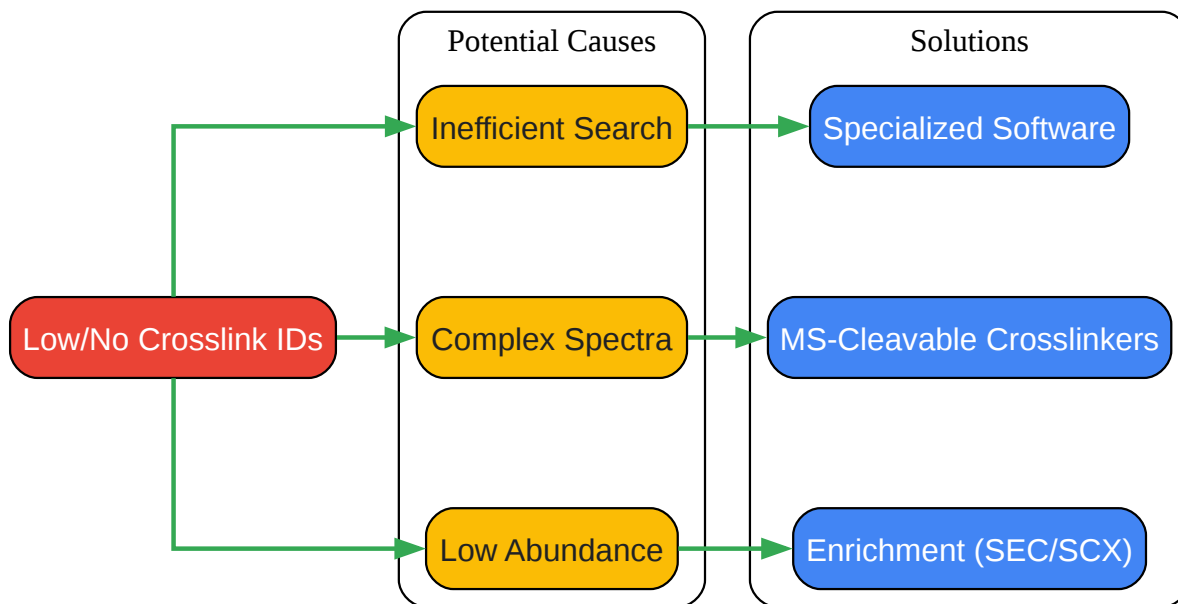 Potential Causes
Solutions
Inefficient Search
Specialized Software
Low/No Crosslink IDs
Complex Spectra
MS-Cleavable Crosslinkers
Low Abundance
Enrichment (SEC/SCX)